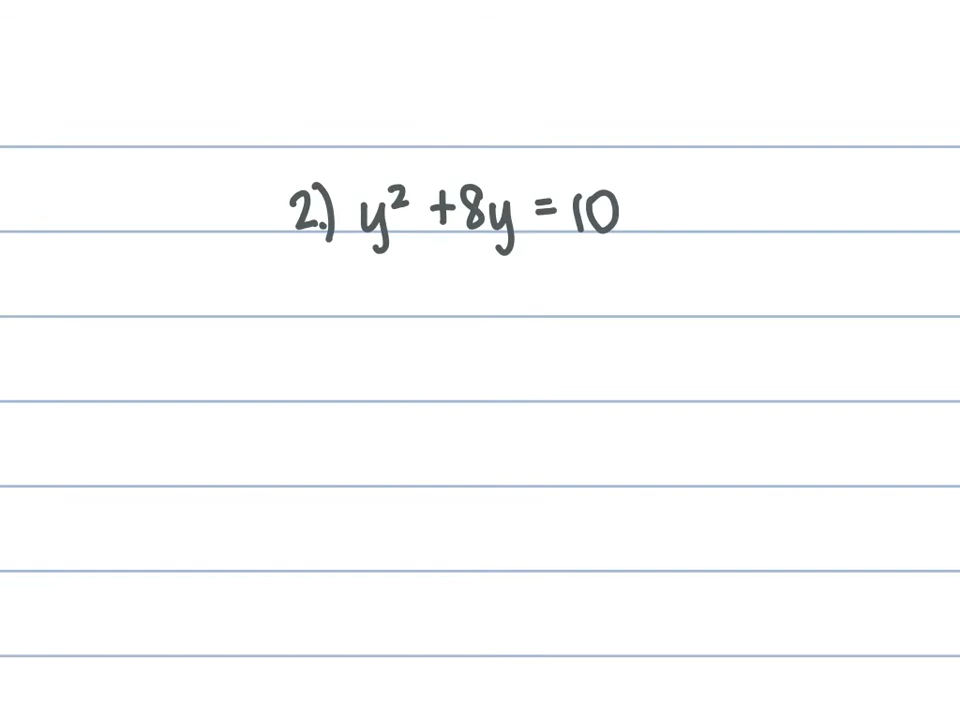 2.) y² + 8y = 10